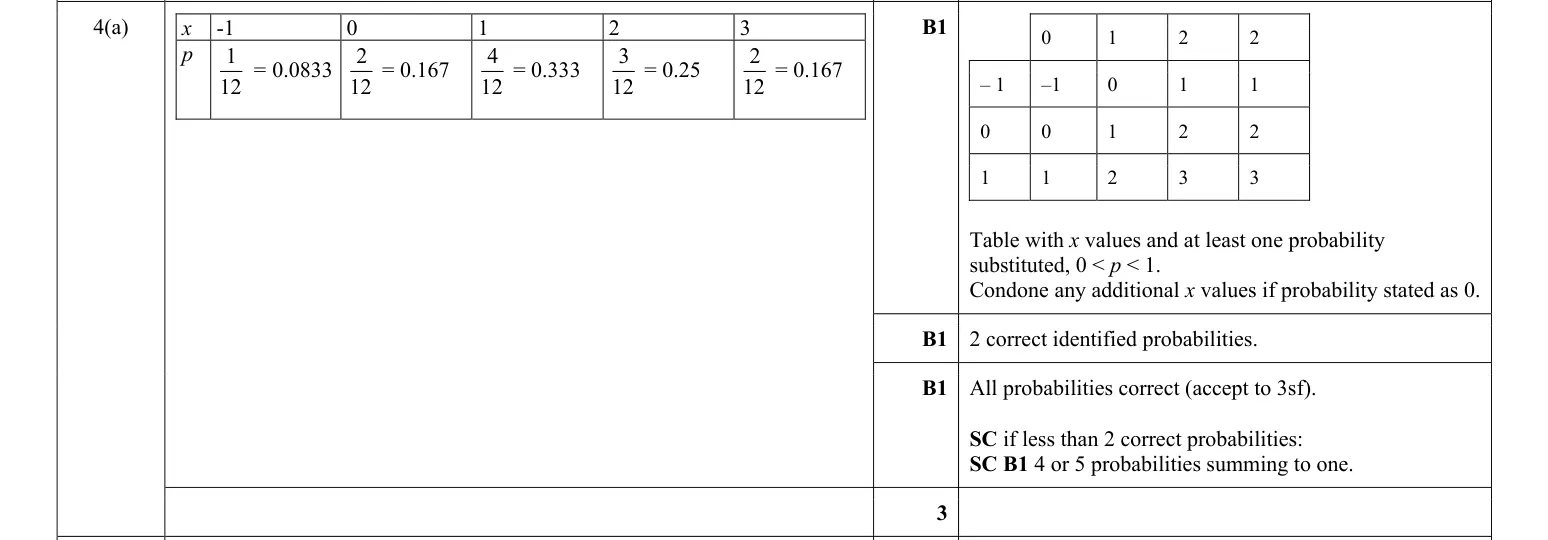 4(a)
x -1 0 1 2 3
p 1/12 = 0.0833 2/12 = 0.167 4/12 = 0.333 3/12 = 0.25 2/12 = 0.167
B1
0 1 2 2
– 1 –1 0 1 1
0 0 1 2 2
1 1 2 3 3
Table with x values and at least one probability
substituted, 0 < p < 1.
Condone any additional x values if probability stated as 0.
B1 2 correct identified probabilities.
B1 All probabilities correct (accept to 3sf).
SC if less than 2 correct probabilities:
SC B1 4 or 5 probabilities summing to one.
3